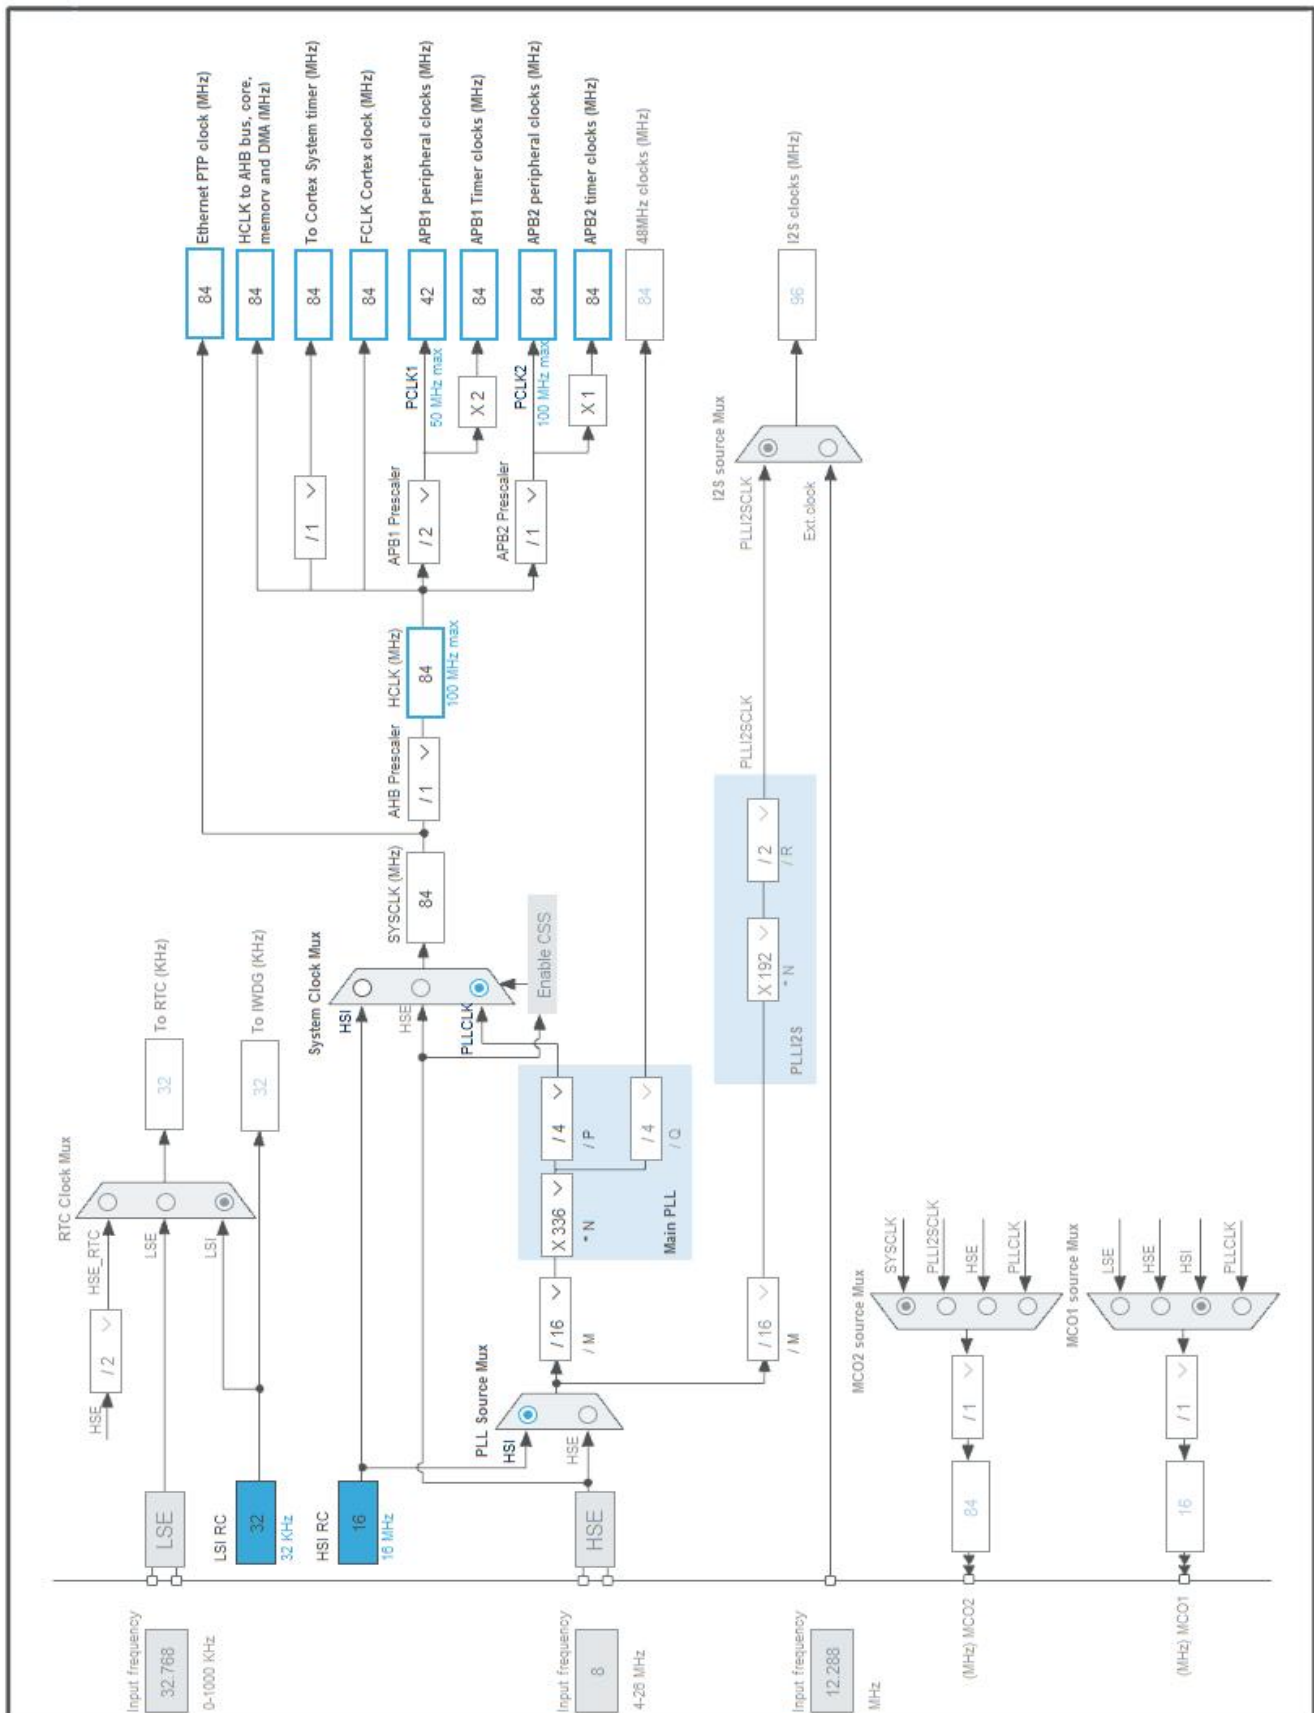 Input frequency
32.768
0-1000 KHz
LSE
HSE
/ 2
HSE_RTC
LSE
LSI
RTC Clock Mux
32
To RTC (KHz)
LSI RC
32
32 KHz
32
To IWDG (KHz)
HSI RC
16
16 MHz
Input frequency
8
4-26 MHz
HSE
PLL Source Mux
HSI
HSE
/ 16
/ M
X 336
* N
/ 4
/ P
/ 4
/ Q
Main PLL
System Clock Mux
HSI
HSE
PLLCLK
Enable CSS
SYSCLK (MHz)
84
AHB Prescaler
/ 1
HCLK (MHz)
84
100 MHz max
84
Ethernet PTP clock (MHz)
84
HCLK to AHB bus, core,
memory and DMA (MHz)
/ 1
84
To Cortex System timer (MHz)
84
FCLK Cortex clock (MHz)
APB1 Prescaler
/ 2
PCLK1
50 MHz max
42
APB1 peripheral clocks (MHz)
X 2
84
APB1 Timer clocks (MHz)
APB2 Prescaler
/ 1
PCLK2
100 MHz max
84
APB2 peripheral clocks (MHz)
X 1
84
APB2 timer clocks (MHz)
84
48MHz clocks (MHz)
/ 16
/ M
PLLI2S
X 192
* N
/ 2
/ R
PLLI2SCLK
PLLI2SCLK
I2S source Mux
Ext.clock
96
I2S clocks (MHz)
Input frequency
12.288
MHz
MCO2 source Mux
SYSCLK
PLLI2SCLK
HSE
PLLCLK
/ 1
84
(MHz) MCO2
MCO1 source Mux
LSE
HSE
HSI
PLLCLK
/ 1
16
(MHz) MCO1